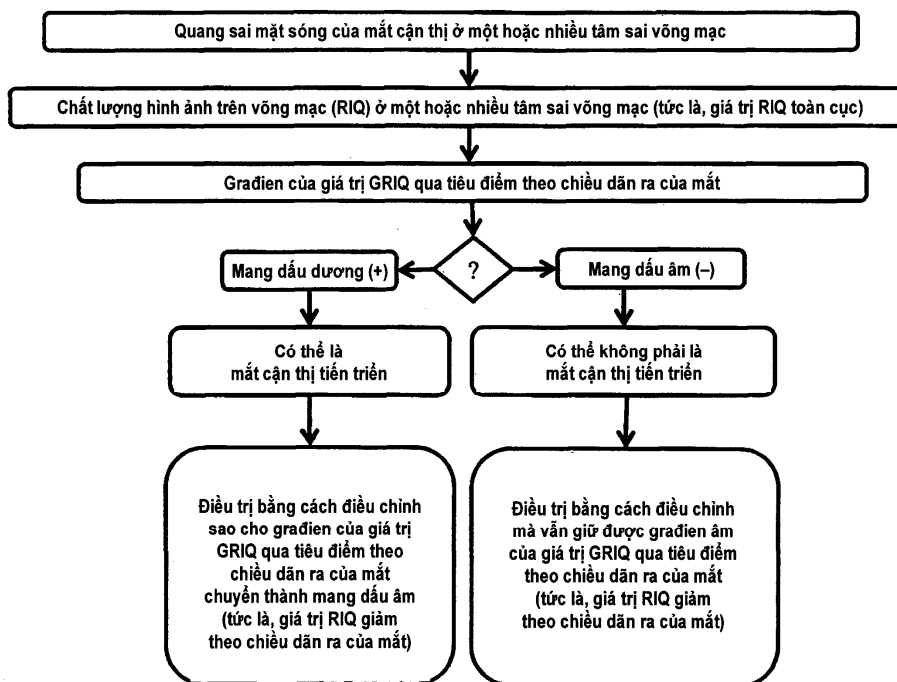 Quang sai mặt sóng của mắt cận thị ở một hoặc nhiều tâm sai võng mạc
Chất lượng hình ảnh trên võng mạc (RIQ) ở một hoặc nhiều tâm sai võng mạc (tức là, giá trị RIQ toàn cục)
Građien của giá trị GRIQ qua tiêu điểm theo chiều dãn ra của mắt
?
Mang dấu dương (+)
Mang dấu âm (–)
Có thể là
mắt cận thị tiến triển
Có thể không phải là
mắt cận thị tiến triển
Điều trị bằng cách điều chỉnh
sao cho građien của giá trị
GRIQ qua tiêu điểm theo
chiều dãn ra của mắt
chuyển thành mang dấu âm
(tức là, giá trị RIQ giảm
theo chiều dãn ra của mắt)
Điều trị bằng cách điều chỉnh
mà vẫn giữ được građien âm
của giá trị GRIQ qua tiêu điểm
theo chiều dãn ra của mắt
(tức là, giá trị RIQ giảm
theo chiều dãn ra của mắt)